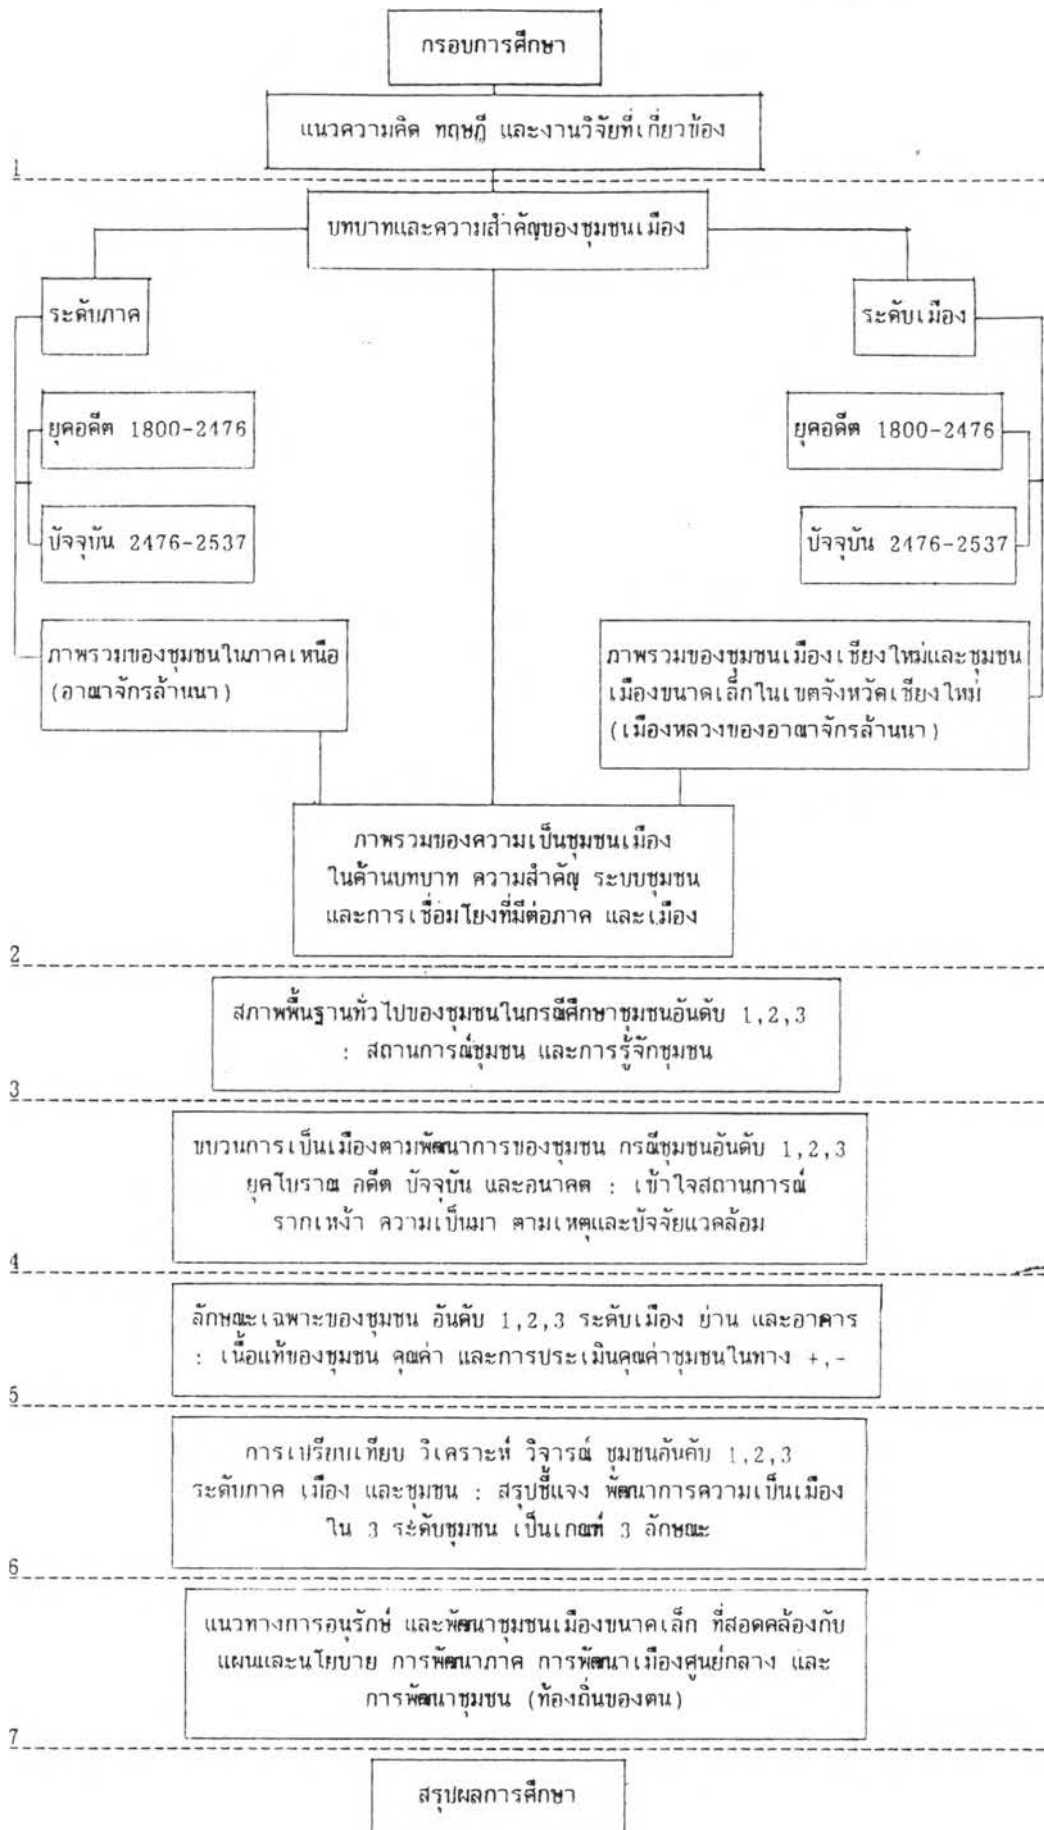 กรอบการศึกษา
แนวความคิด ทฤษฎี และงานวิจัยที่เกี่ยวข้อง
1
บทบาทและความสำคัญของชุมชนเมือง
ระดับภาค
ระดับเมือง
ยุคอดีต 1800-2476
ยุคอดีต 1800-2476
ปัจจุบัน 2476-2537
ปัจจุบัน 2476-2537
ภาพรวมของชุมชนในภาคเหนือ
(อาณาจักรล้านนา)
ภาพรวมของชุมชนเมืองเชียงใหม่และชุมชน
เมืองขนาดเล็กในเขตจังหวัดเชียงใหม่
(เมืองหลวงของอาณาจักรล้านนา)
ภาพรวมของความเป็นชุมชนเมือง
ในด้านบทบาท ความสำคัญ ระบบชุมชน
และการเชื่อมโยงที่มีต่อภาค และเมือง
2
สภาพพื้นฐานทั่วไปของชุมชนในกรณีศึกษาชุมชนอันดับ 1,2,3
: สถานการณ์ชุมชน และการรู้จักชุมชน
3
ขบวนการเป็นเมืองตามพัฒนาการของชุมชน กรณีชุมชนอันดับ 1,2,3
ยุคโบราณ อดีต ปัจจุบัน และอนาคต : เข้าใจสถานการณ์
รากเหง้า ความเป็นมา ตามเหตุและปัจจัยแวดล้อม
4
ลักษณะเฉพาะของชุมชน อันดับ 1,2,3 ระดับเมือง ย่าน และอาคาร
: เนื้อแท้ของชุมชน คุณค่า และการประเมินคุณค่าชุมชนในทาง +,-
5
การเปรียบเทียบ วิเคราะห์ วิจารณ์ ชุมชนอันดับ 1,2,3
ระดับภาค เมือง และชุมชน : สรุปชี้แจง พัฒนาการความเป็นเมือง
ใน 3 ระดับชุมชน เป็นเกณฑ์ 3 ลักษณะ
6
แนวทางการอนุรักษ์ และพัฒนาชุมชนเมืองขนาดเล็ก ที่สอดคล้องกับ
แผนและนโยบาย การพัฒนาภาค การพัฒนาเมืองศูนย์กลาง และ
การพัฒนาชุมชน (ท้องถิ่นของตน)
7
สรุปผลการศึกษา